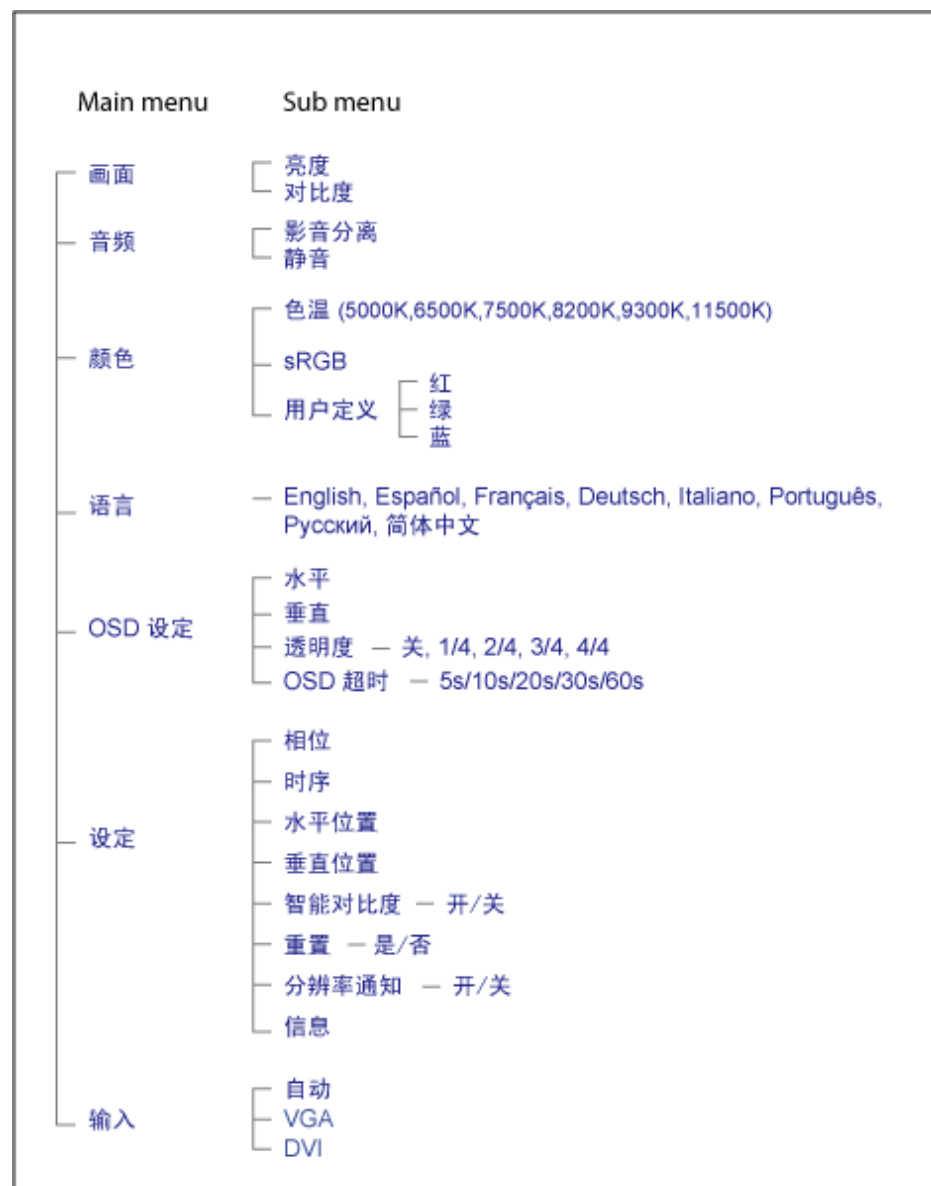 Main menu Sub menu
画面 亮度
对比度
音频 影音分离
静音
色温 (5000K,6500K,7500K,8200K,9300K,11500K)
颜色 sRGB
用户定义 红
绿
蓝
语言 — English, Español, Français, Deutsch, Italiano, Português,
Русский, 简体中文
水平
垂直
OSD 设定 透明度 — 关, 1/4, 2/4, 3/4, 4/4
OSD 超时 — 5s/10s/20s/30s/60s
相位
时序
水平位置
设定 垂直位置
智能对比度 — 开/关
重置 — 是/否
分辨率通知 — 开/关
信息
自动
输入 VGA
DVI